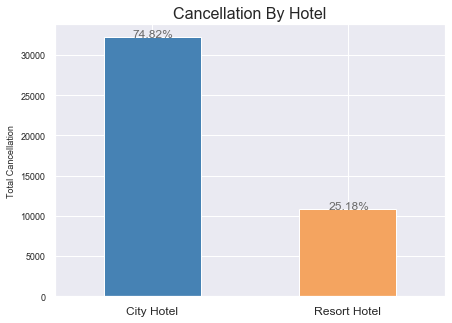 Cancellation By Hotel
74.82%
30000
25000
20000
15000
25.18%
10000
5000
0
Total Cancellation
City Hotel
Resort Hotel